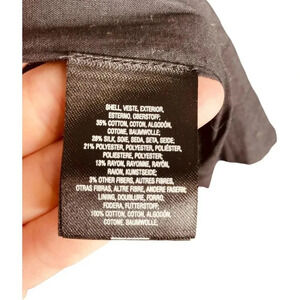 SHELL, VESTE, EXTERIOR,
ESTERNO, OBERSTOFF:
35% COTTON, COTON, ALGODÓN,
COTONE, BAUMWOLLE;
28% SILK, SOIE, SEDA, SETA, SEIDE;
21% POLYESTER, POLYESTER, POLIÉSTER,
POLIESTERE, POLYESTER;
13% RAYON, RAYONNE, RAYÓN,
RAION, KUNSTSEIDE;
3% OTHER FIBERS, AUTRES FIBRES,
OTRAS FIBRAS, ALTRE FIBRE, ANDERE FASERN
LINING, DOUBLURE, FORRO,
FODERA, FUTTERSTOFF:
100% COTTON, COTON, ALGODÓN,
COTONE, BAUMWOLLE;